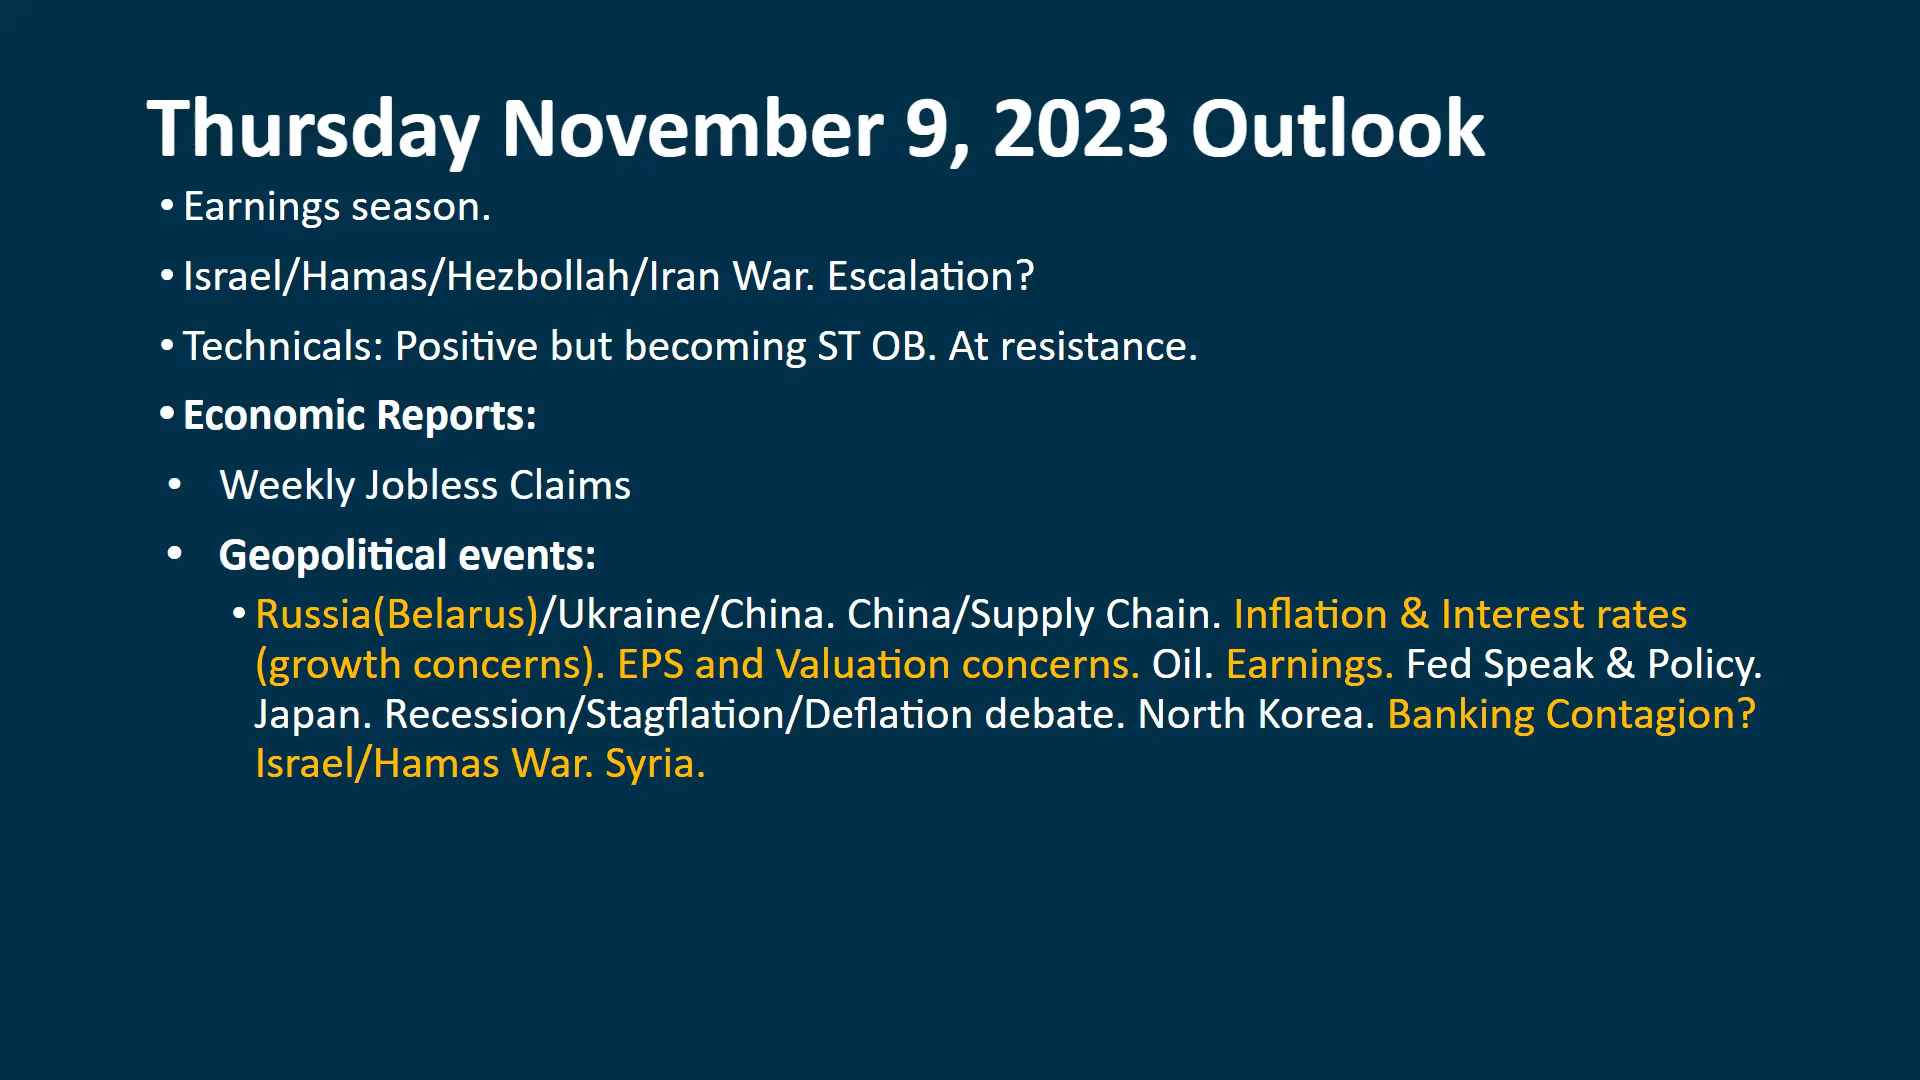 Thursday November 9, 2023 Outlook
• Earnings season.
• Israel/Hamas/Hezbollah/Iran War. Escalation?
• Technicals: Positive but becoming ST OB. At resistance.
• Economic Reports:
• Weekly Jobless Claims
• Geopolitical events:
• Russia(Belarus)/Ukraine/China. China/Supply Chain. Inflation & Interest rates
(growth concerns). EPS and Valuation concerns. Oil. Earnings. Fed Speak & Policy.
Japan. Recession/Stagflation/Deflation debate. North Korea. Banking Contagion?
Israel/Hamas War. Syria.